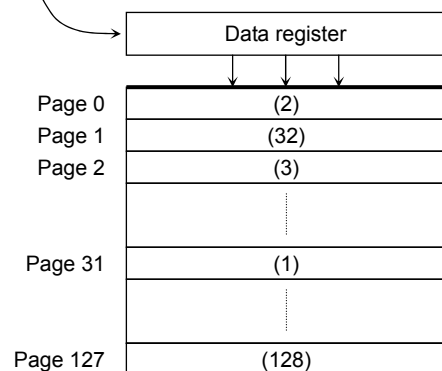 Data register
Page 0 (2)
Page 1 (32)
Page 2 (3)
Page 31 (1)
Page 127 (128)